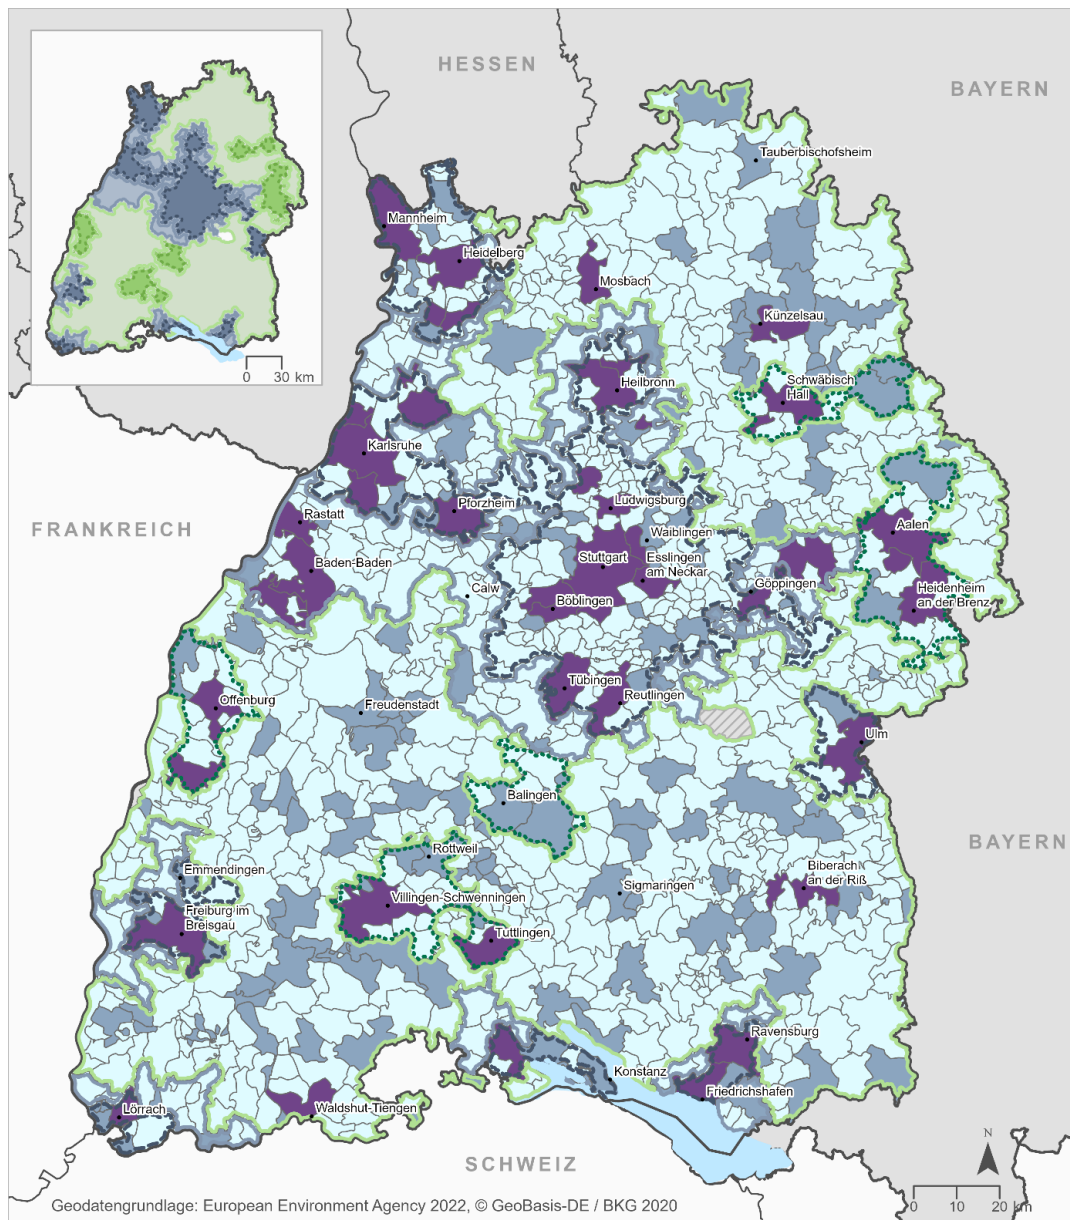 HESSEN
BAYERN
Tauberbischofsheim
Mannheim
Heidelberg
Mosbach
Künzelsau
0 30 km
Heilbronn
Schwäbisch
Hall
Karlsruhe
Pforzheim
Ludwigsburg
Rastatt
FRANKREICH
Waiblingen
Aalen
Stuttgart
Esslingen
am Neckar
Baden-Baden
Göppingen
Calw
Böblingen
Heidenheim
an der Brenz
Tübingen
Reutlingen
Offenburg
Freudenstadt
Ulm
Balingen
BAYERN
Rottweil
Emmendingen
Biberach
an der Riß
Sigmaringen
Villingen-Schwenningen
Freiburg im
Breisgau
Tuttlingen
Ravensburg
Konstanz
Friedrichshafen
Lörrach
Waldshut-Tiengen
SCHWEIZ
N
0 10 20 km
Geodatengrundlage: European Environment Agency 2022, © GeoBasis-DE / BKG 2020